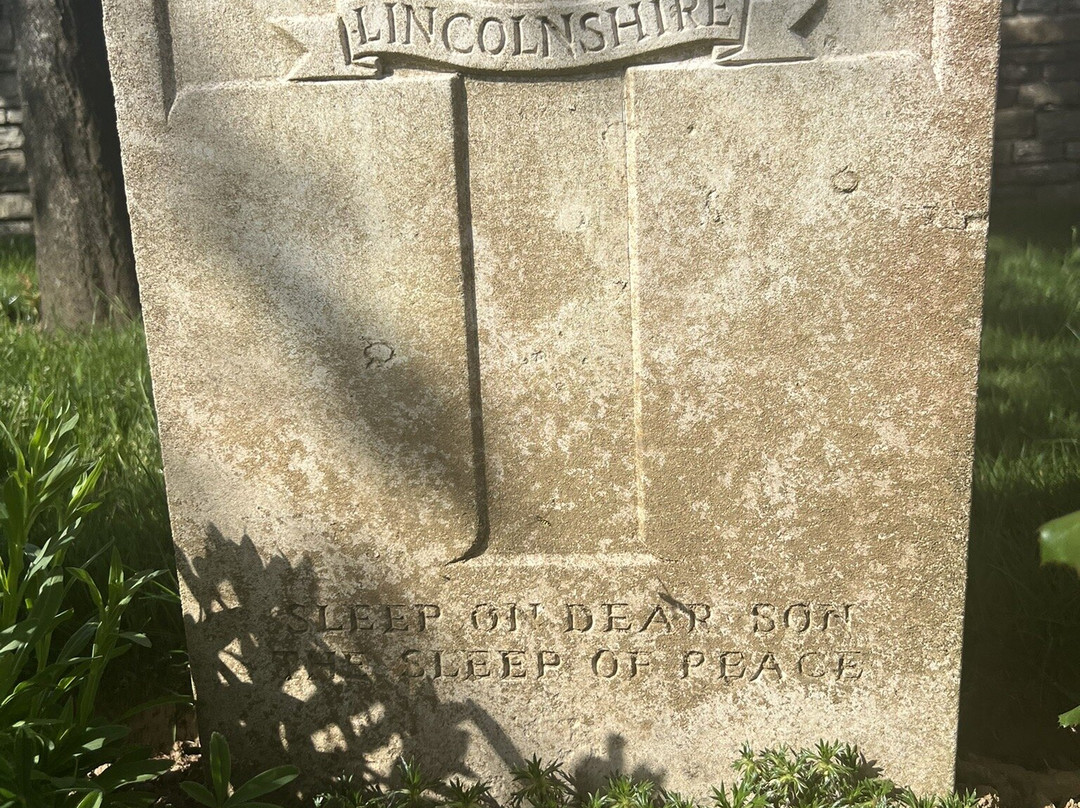 LINCOLNSHIRE
SLEEP ON DEAR SON
THE SLEEP OF PEACE